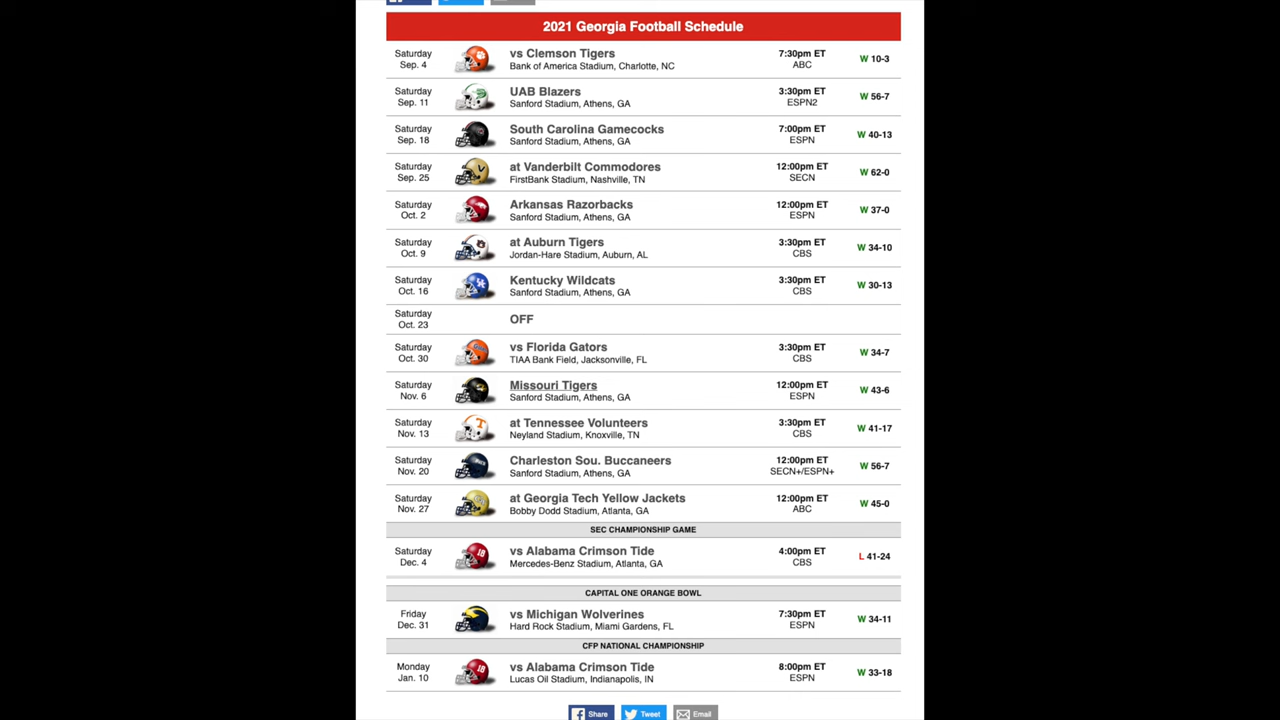 2021 Georgia Football Schedule
Saturday
Sep. 4
vs Clemson Tigers
Bank of America Stadium, Charlotte, NC
7:30pm ET
ABC
W 10-3
Saturday
Sep. 11
UAB Blazers
Sanford Stadium, Athens, GA
3:30pm ET
ESPN2
W 56-7
Saturday
Sep. 18
South Carolina Gamecocks
Sanford Stadium, Athens, GA
7:00pm ET
ESPN
W 40-13
Saturday
Sep. 25
at Vanderbilt Commodores
FirstBank Stadium, Nashville, TN
12:00pm ET
SECN
W 62-0
Saturday
Oct. 2
Arkansas Razorbacks
Sanford Stadium, Athens, GA
12:00pm ET
ESPN
W 37-0
Saturday
Oct. 9
at Auburn Tigers
Jordan-Hare Stadium, Auburn, AL
3:30pm ET
CBS
W 34-10
Saturday
Oct. 16
Kentucky Wildcats
Sanford Stadium, Athens, GA
3:30pm ET
CBS
W 30-13
Saturday
Oct. 23
OFF
Saturday
Oct. 30
vs Florida Gators
TIAA Bank Field, Jacksonville, FL
3:30pm ET
CBS
W 34-7
Saturday
Nov. 6
Missouri Tigers
Sanford Stadium, Athens, GA
12:00pm ET
ESPN
W 43-6
Saturday
Nov. 13
at Tennessee Volunteers
Neyland Stadium, Knoxville, TN
3:30pm ET
CBS
W 41-17
Saturday
Nov. 20
Charleston Sou. Buccaneers
Sanford Stadium, Athens, GA
12:00pm ET
SECN+/ESPN+
W 56-7
Saturday
Nov. 27
at Georgia Tech Yellow Jackets
Bobby Dodd Stadium, Atlanta, GA
12:00pm ET
ABC
W 45-0
SEC CHAMPIONSHIP GAME
Saturday
Dec. 4
18
vs Alabama Crimson Tide
Mercedes-Benz Stadium, Atlanta, GA
4:00pm ET
CBS
L 41-24
CAPITAL ONE ORANGE BOWL
Friday
Dec. 31
vs Michigan Wolverines
Hard Rock Stadium, Miami Gardens, FL
7:30pm ET
ESPN
W 34-11
CFP NATIONAL CHAMPIONSHIP
Monday
Jan. 10
18
vs Alabama Crimson Tide
Lucas Oil Stadium, Indianapolis, IN
8:00pm ET
ESPN
W 33-18
Share
Tweet
Email